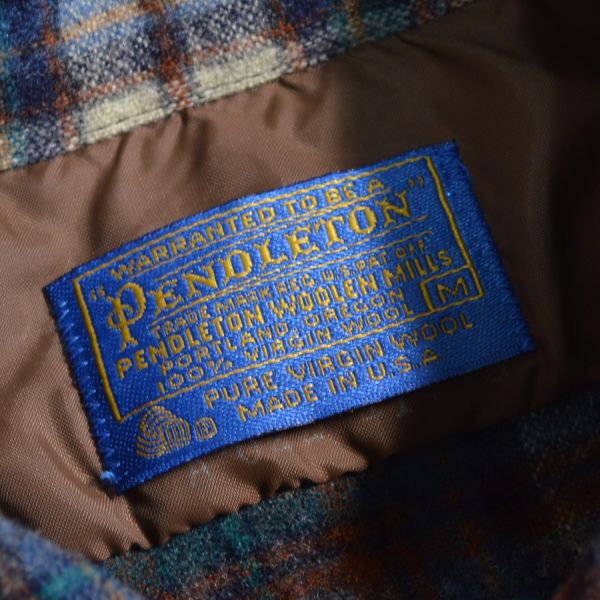 "WARRANTED TO BE A
PENDLETON"
TRADE MARK REG. U.S. PAT. OFF.
PENDLETON WOOLEN MILLS
PORTLAND, OREGON
100% VIRGIN WOOL
M
PURE VIRGIN WOOL
MADE IN U.S.A.